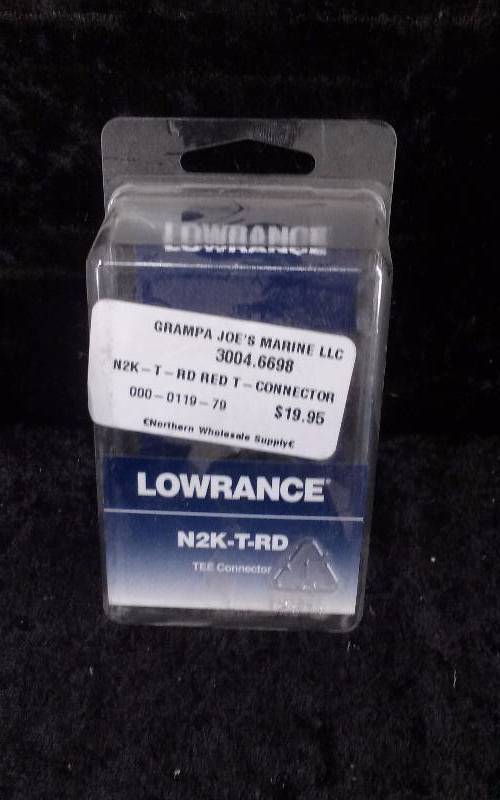 LOWRANCE
GRAMPA JOE'S MARINE LLC
3004.6698
N2K-T-RD RED T-CONNECTOR
000-0119-79 $19.95
€Northern Wholesale Supply€
LOWRANCE
N2K-T-RD
TEE Connector
1